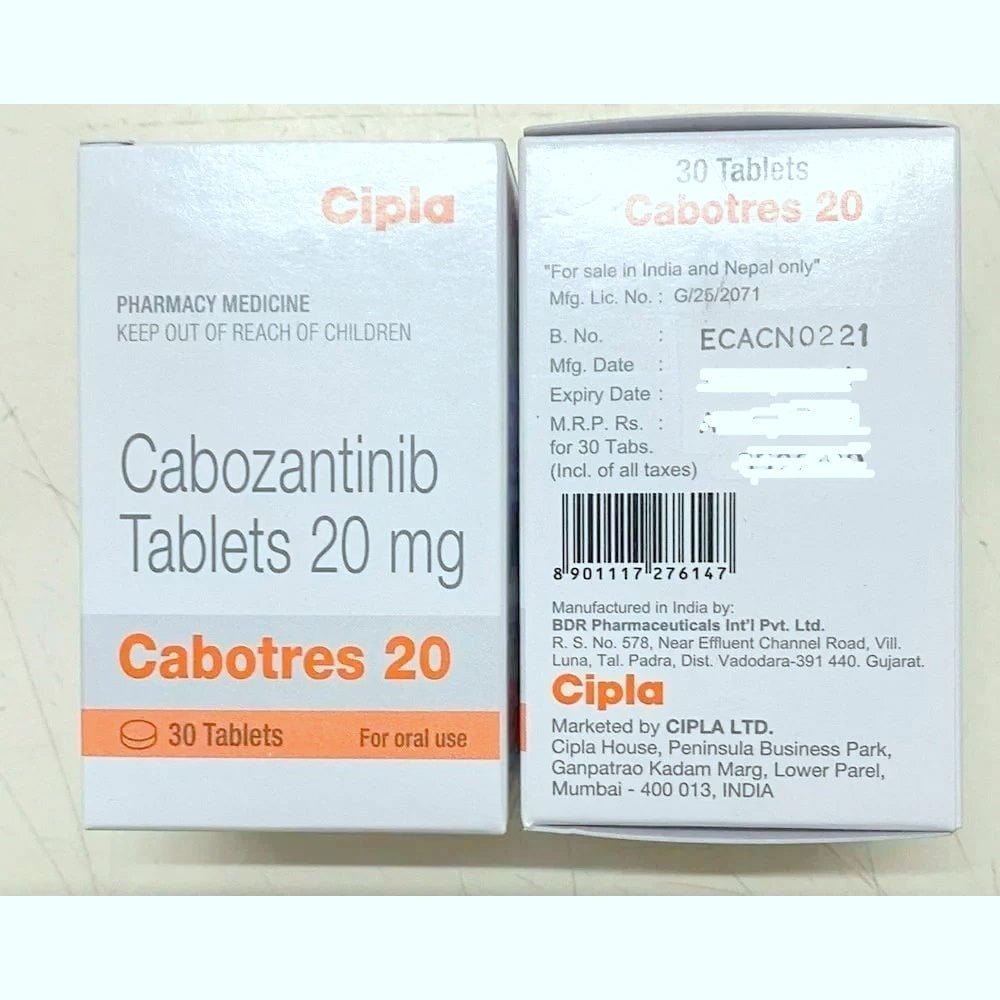 Cipla
PHARMACY MEDICINE
KEEP OUT OF REACH OF CHILDREN
Cabozantinib
Tablets 20 mg
Cabotres 20
30 Tablets
For oral use
30 Tablets
Cabotres 20
"For sale in India and Nepal only"
Mfg. Lic. No. : G/25/2071
B. No. : ECACN0221
Mfg. Date :
Expiry Date :
M.R.P. Rs. :
for 30 Tabs.
(Incl. of all taxes)
8 901117 276147
Manufactured in India by:
BDR Pharmaceuticals Int'l Pvt. Ltd.
R. S. No. 578, Near Effluent Channel Road, Vill.
Luna, Tal. Padra, Dist. Vadodara-391 440. Gujarat.
Cipla
Marketed by CIPLA LTD.
Cipla House, Peninsula Business Park,
Ganpatrao Kadam Marg, Lower Parel,
Mumbai - 400 013, INDIA